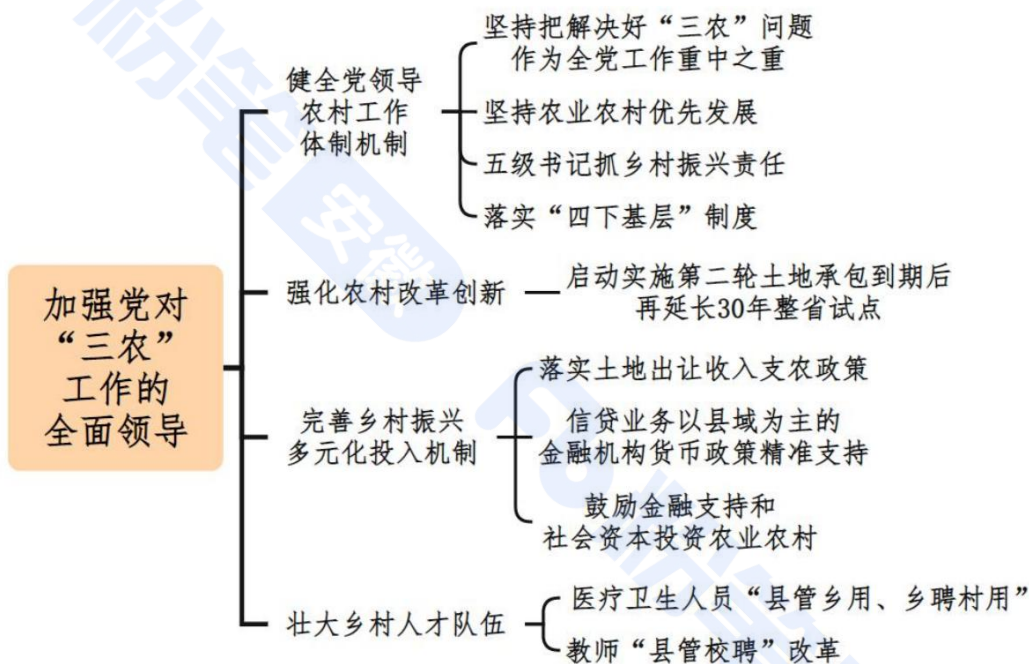 加强党对
“三农”
工作的
全面领导
健全党领导
农村工作
体制机制
坚持把解决好“三农”问题
作为全党工作重中之重
坚持农业农村优先发展
五级书记抓乡村振兴责任
落实“四下基层”制度
强化农村改革创新
启动实施第二轮土地承包到期后
再延长30年整省试点
完善乡村振兴
多元化投入机制
落实土地出让收入支农政策
信贷业务以县域为主的
金融机构货币政策精准支持
鼓励金融支持和
社会资本投资农业农村
壮大乡村人才队伍
医疗卫生人员“县管乡用、乡聘村用”
教师“县管校聘”改革
粉笔
安徽
粉笔